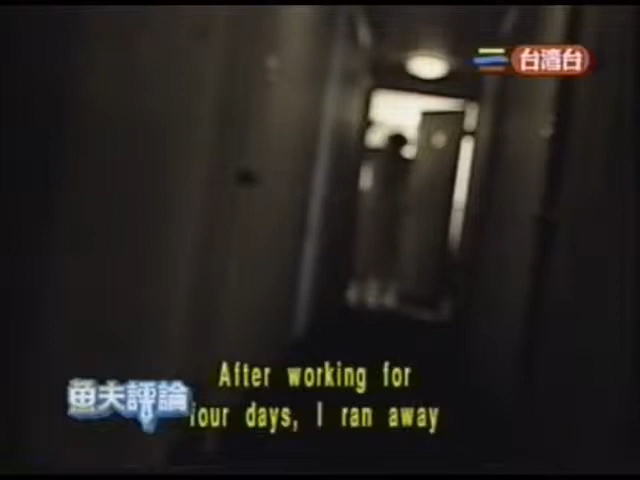 台灣台
After working for
魚夫評論
four days, I ran away